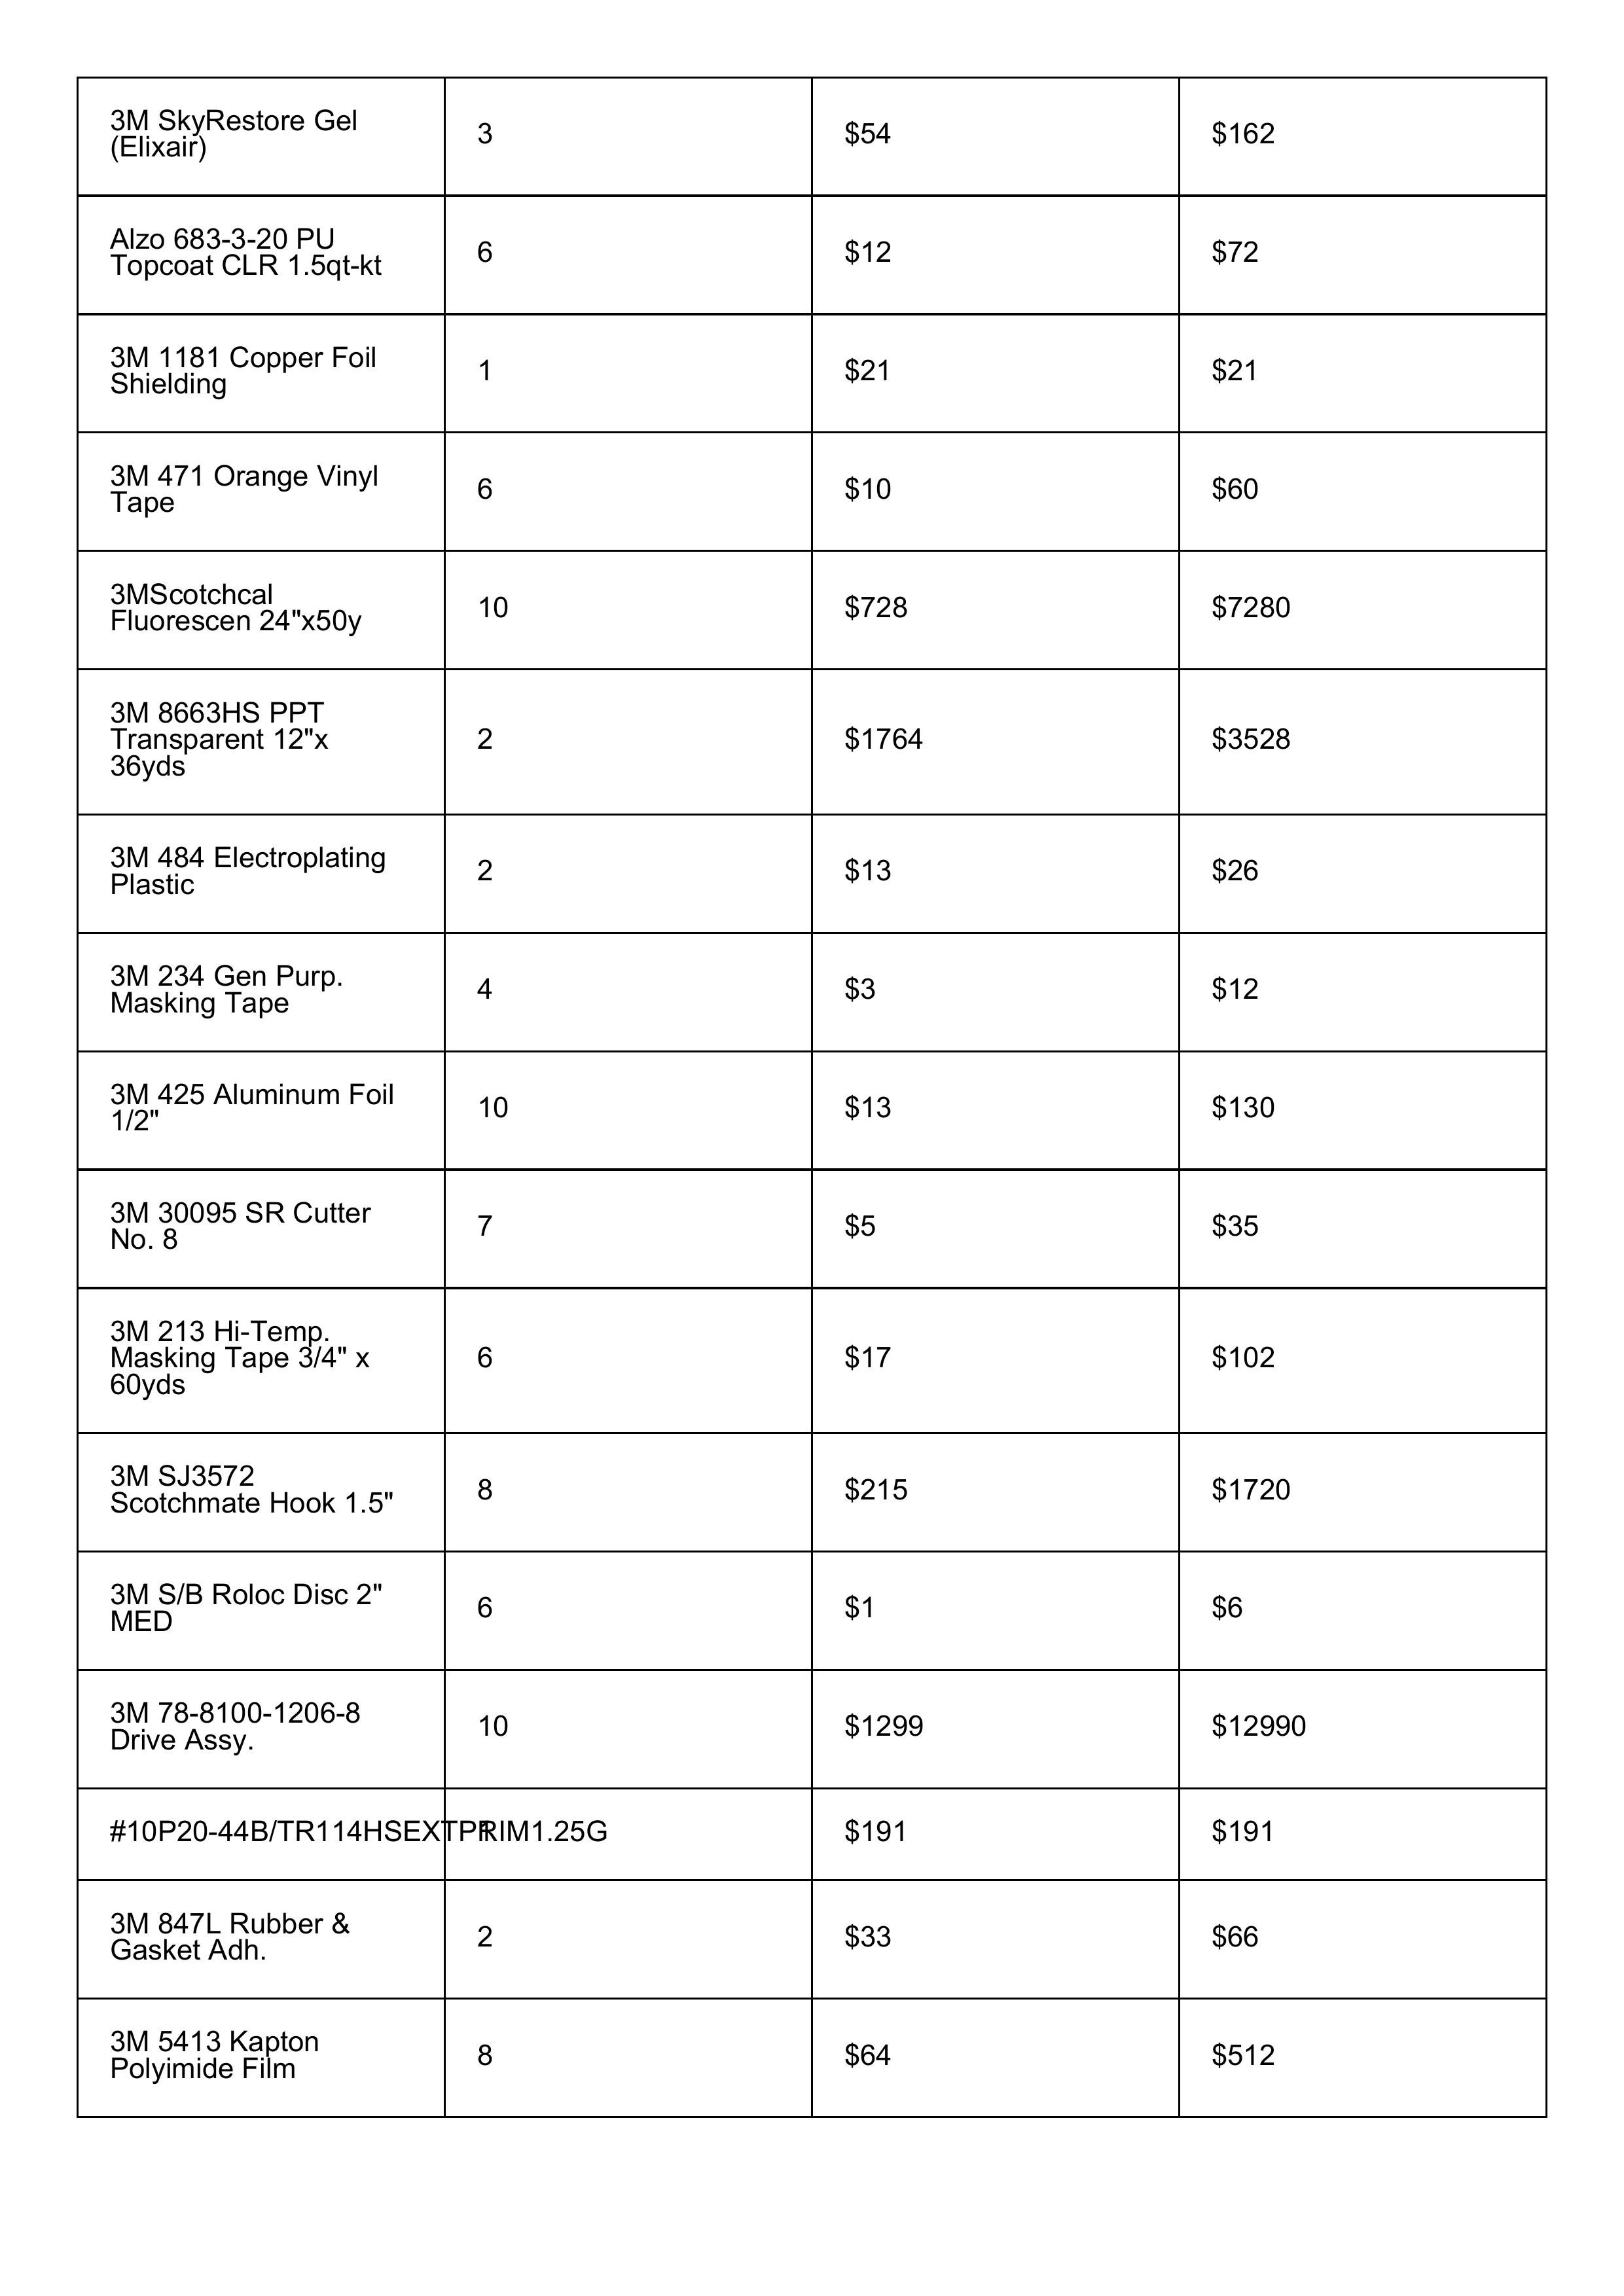 3M SkyRestore Gel
(Elixair)
3
$54
$162
Alzo 683-3-20 PU
Topcoat CLR 1.5qt-kt
6
$12
$72
3M 1181 Copper Foil
Shielding
1
$21
$21
3M 471 Orange Vinyl
Tape
6
$10
$60
3MScotchcal
Fluorescen 24"x50y
10
$728
$7280
3M 8663HS PPT
Transparent 12"x
36yds
2
$1764
$3528
3M 484 Electroplating
Plastic
2
$13
$26
3M 234 Gen Purp.
Masking Tape
4
$3
$12
3M 425 Aluminum Foil
1/2"
10
$13
$130
3M 30095 SR Cutter
No. 8
7
$5
$35
3M 213 Hi-Temp.
Masking Tape 3/4" x
60yds
6
$17
$102
3M SJ3572
Scotchmate Hook 1.5"
8
$215
$1720
3M S/B Roloc Disc 2"
MED
6
$1
$6
3M 78-8100-1206-8
Drive Assy.
10
$1299
$12990
#10P20-44B/TR114HSEXTPRIM1.25G
1
$191
$191
3M 847L Rubber &
Gasket Adh.
2
$33
$66
3M 5413 Kapton
Polyimide Film
8
$64
$512